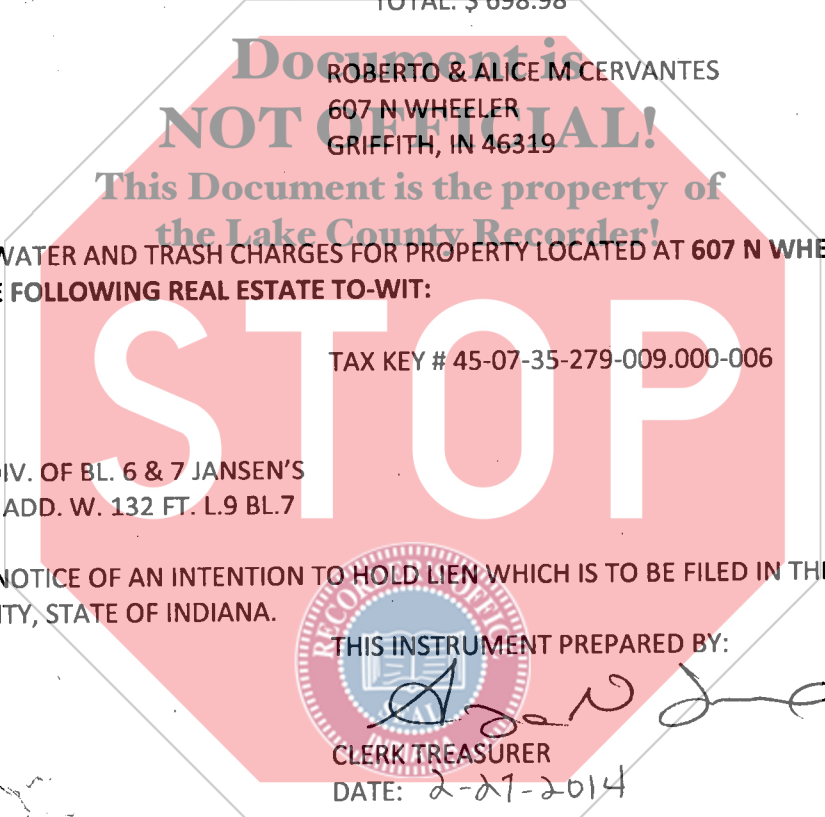 TOTAL: $ 698.98
Document is
ROBERTO & ALICE M CERVANTES
NOT OFFICIAL!
607 N WHEELER
GRIFFITH, IN 46319
This Document is the property of
the Lake County Recorder!
WATER AND TRASH CHARGES FOR PROPERTY LOCATED AT 607 N WHE
FOLLOWING REAL ESTATE TO-WIT:
STOP
TAX KEY # 45-07-35-279-009.000-006
IV. OF BL. 6 & 7 JANSEN'S
ADD. W. 132 FT. L.9 BL.7
NOTICE OF AN INTENTION TO HOLD LIEN WHICH IS TO BE FILED IN TH
TY, STATE OF INDIANA.
RECORDER OFFIC
SEAL
INDIANA
THIS INSTRUMENT PREPARED BY:
CLERK TREASURER
DATE: 2-27-2014